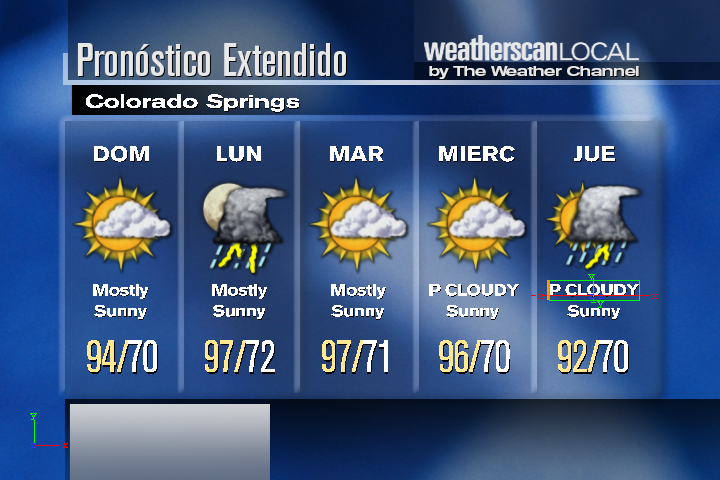 Pronóstico Extendido
weatherscanLOCAL
by The Weather Channel
Colorado Springs
DOM LUN MAR MIERC JUE
Mostly Mostly Mostly P CLOUDY P CLOUDY
Sunny Sunny Sunny Sunny Sunny
94/70 97/72 97/71 96/70 92/70